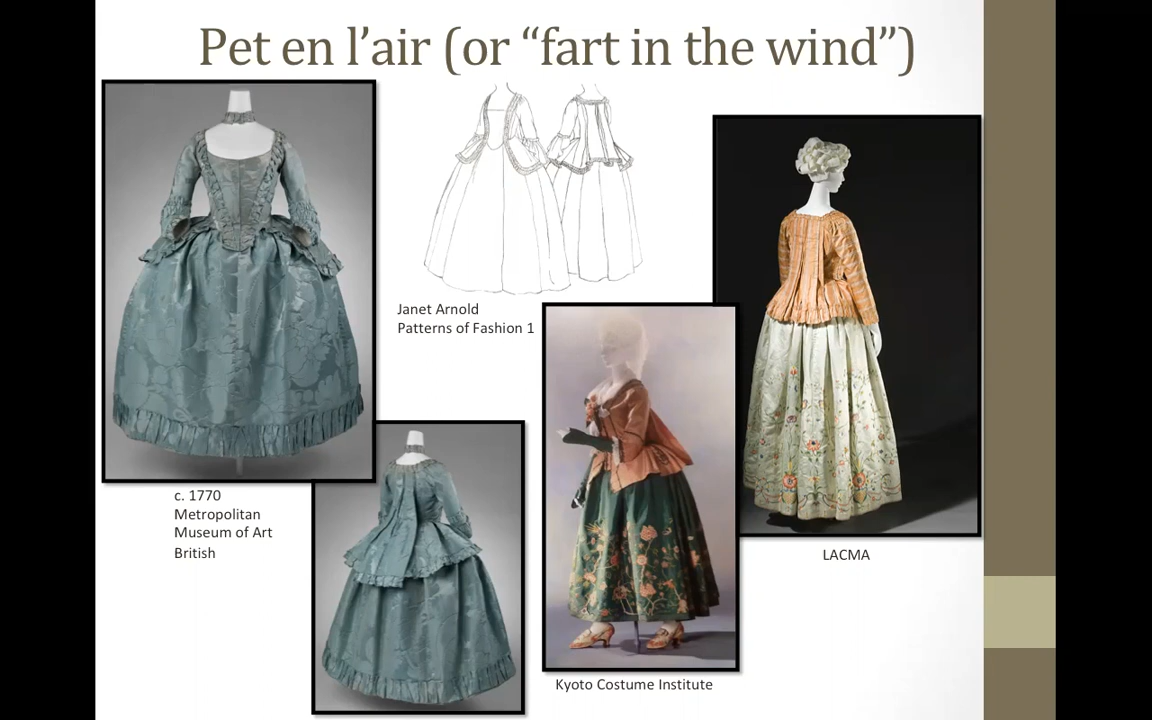 Pet en l’air (or “fart in the wind”)
Janet Arnold
Patterns of Fashion 1
c. 1770
Metropolitan
Museum of Art
British
LACMA
Kyoto Costume Institute